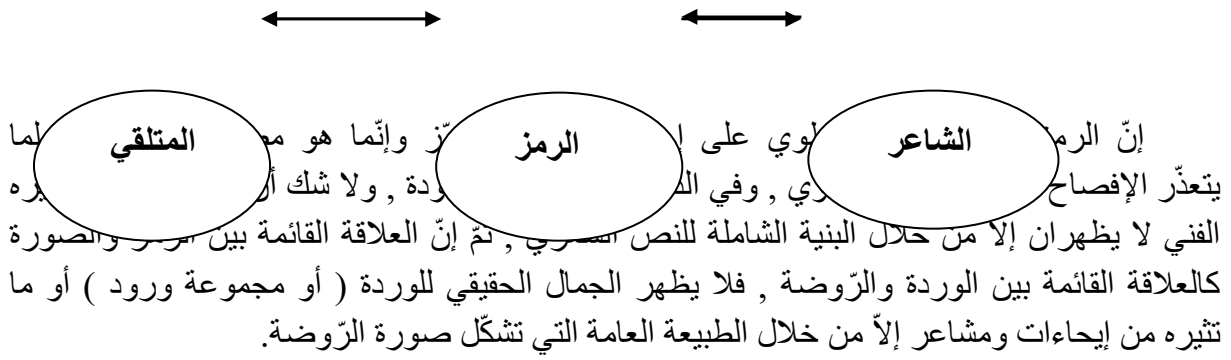 الشاعر
الرمز
المتلقي
إنّ على وإنّما هو
يتعذّر الإفصاح , وفي , ولا شك
الفني لا يظهران إلا من خلال البنية الشاملة للنص , ثمّ إنّ العلاقة القائمة بين والصورة
كالعلاقة القائمة بين الوردة والرّوضة , فلا يظهر الجمال الحقيقي للوردة ( أو مجموعة ورود ) أو ما
تثيره من إيحاءات ومشاعر إلاّ من خلال الطبيعة العامة التي تشكّل صورة الرّوضة.